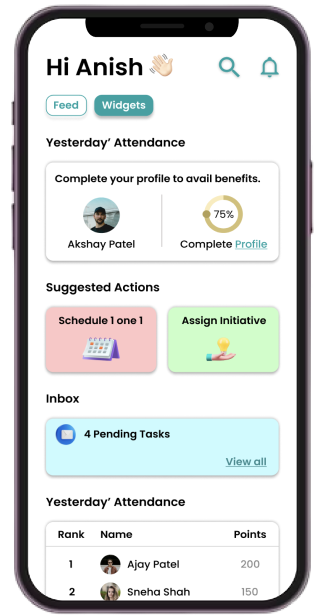 Hi Anish 👋🏻
Feed Widgets
Yesterday’ Attendance
Complete your profile to avail benefits.
75%
Akshay Patel Complete Profile
Suggested Actions
Schedule 1 one 1 Assign Initiative
Inbox
4 Pending Tasks
View all
Yesterday’ Attendance
Rank Name Points
1 Ajay Patel 200
2 Sneha Shah 150